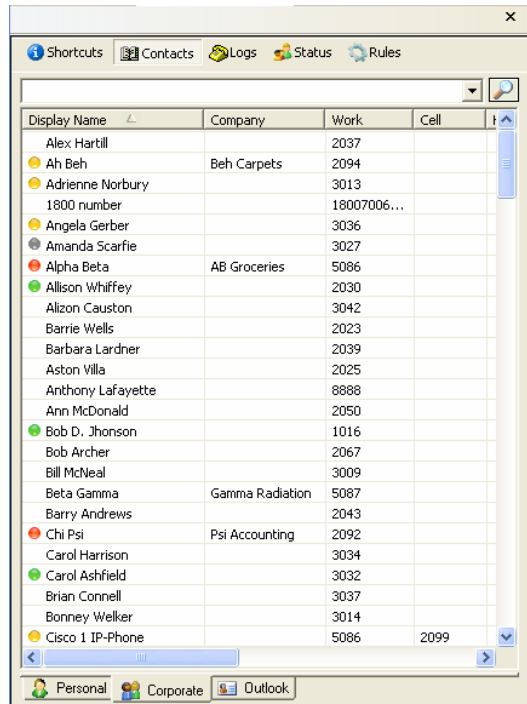 Shortcuts Contacts Logs Status Rules
Display Name Company Work Cell
Alex Hartill 2037
Ah Beh Beh Carpets 2094
Adrienne Norbury 3013
1800 number 18007006...
Angela Gerber 3036
Amanda Scarfie 3027
Alpha Beta AB Groceries 5086
Allison Whiffey 2030
Alizon Causton 3042
Barrie Wells 2023
Barbara Lardner 2039
Aston Villa 2025
Anthony Lafayette 8888
Ann McDonald 2050
Bob D. Jhonson 1016
Bob Archer 2067
Bill McNeal 3009
Beta Gamma Gamma Radiation 5087
Barry Andrews 2043
Chi Psi Psi Accounting 2092
Carol Harrison 3034
Carol Ashfield 3032
Brian Connell 3037
Bonney Welker 3014
Cisco 1 IP-Phone 5086 2099
Personal Corporate Outlook